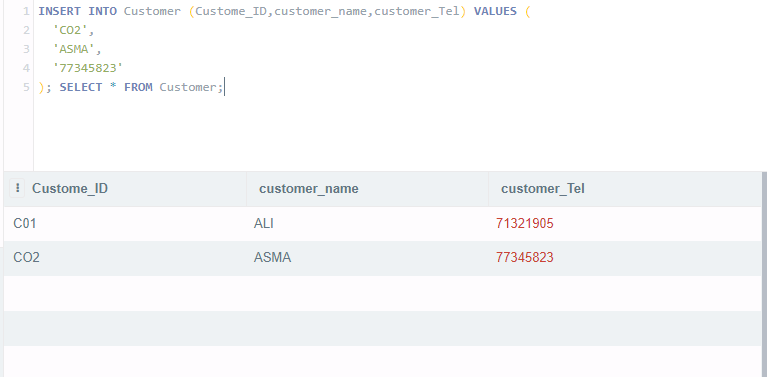 1 INSERT INTO Customer (Custome_ID,customer_name,customer_Tel) VALUES (
2 'CO2',
3 'ASMA',
4 '77345823'
5 ); SELECT * FROM Customer;
Custome_ID customer_name customer_Tel
C01 ALI 71321905
CO2 ASMA 77345823